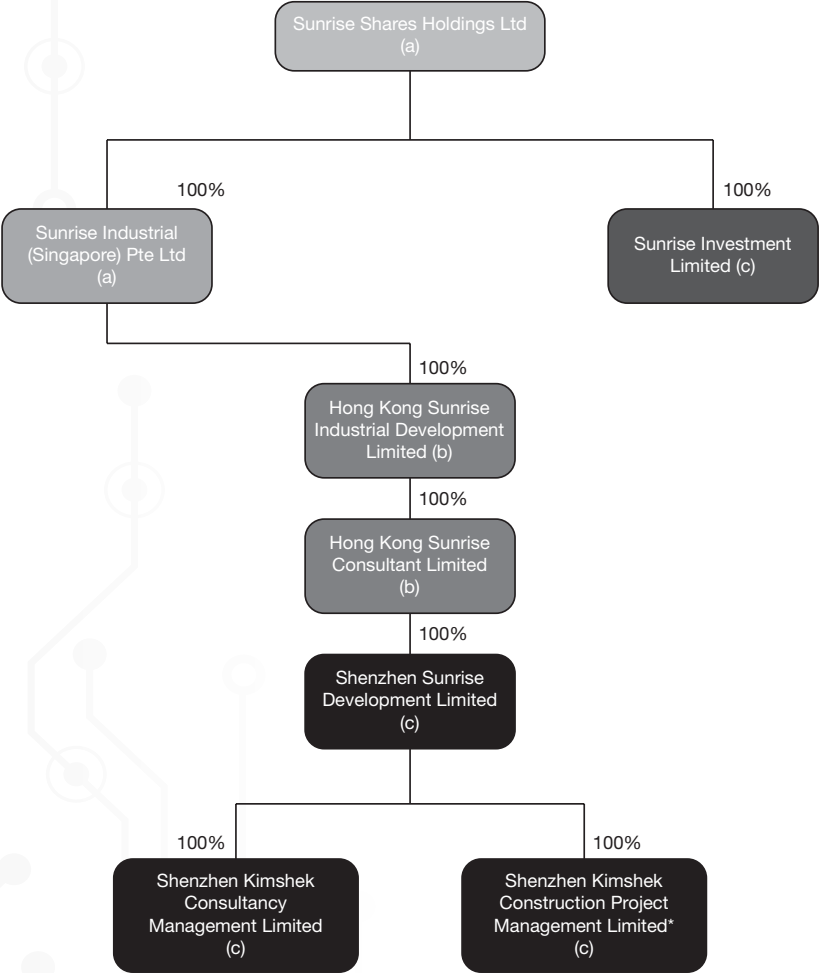 Sunrise Shares Holdings Ltd
(a)
100%
100%
Sunrise Industrial
(Singapore) Pte Ltd
(a)
Sunrise Investment
Limited (c)
100%
Hong Kong Sunrise
Industrial Development
Limited (b)
100%
Hong Kong Sunrise
Consultant Limited
(b)
100%
Shenzhen Sunrise
Development Limited
(c)
100%
100%
Shenzhen Kimshek
Consultancy
Management Limited
(c)
Shenzhen Kimshek
Construction Project
Management Limited*
(c)